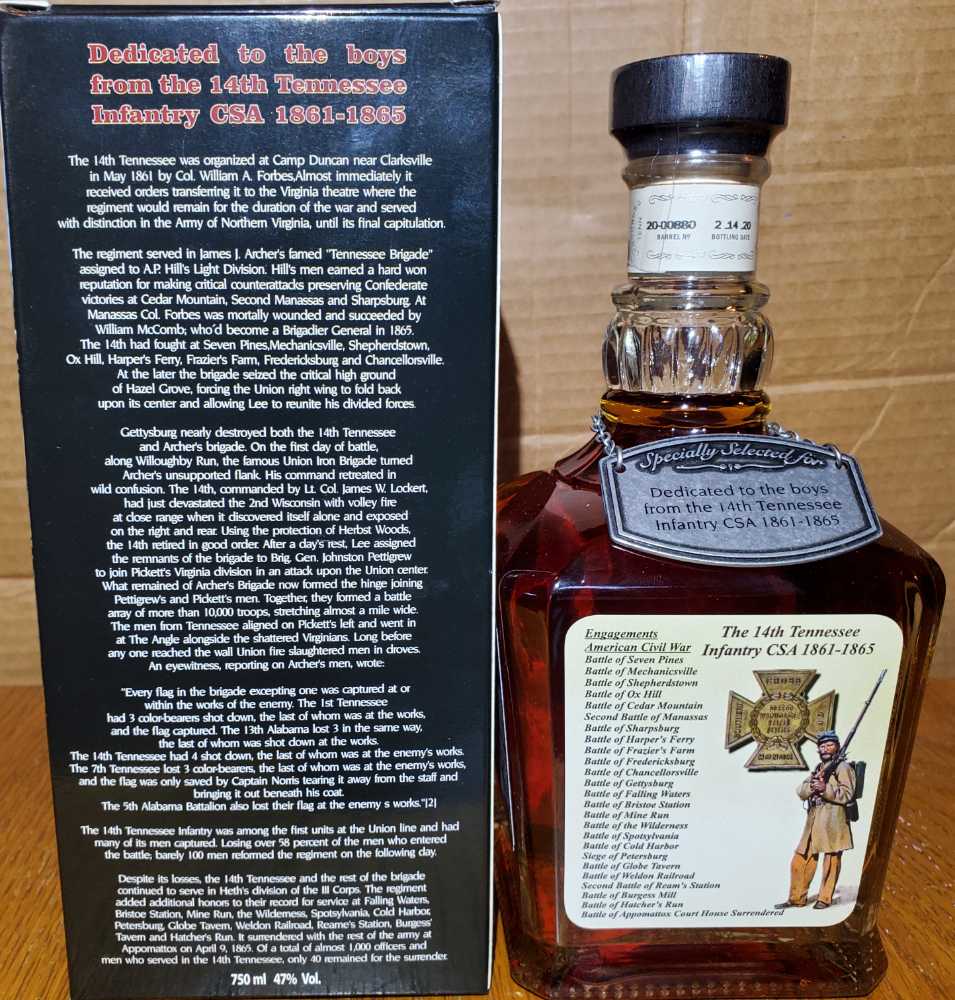 Dedicated to the boys
from the 14th Tennessee
Infantry CSA 1861-1865
The 14th Tennessee was organized at Camp Duncan near Clarksville
in May 1861 by Col. William A. Forbes,Almost immediately it
received orders transferring it to the Virginia theatre where the
regiment would remain for the duration of the war and served
with distinction in the Army of Northern Virginia, until its final capitulation.
The regiment served in James J. Archer's famed "Tennessee Brigade"
assigned to A.P. Hill's Light Division. Hill's men earned a hard won
reputation for making critical counterattacks preserving Confederate
victories at Cedar Mountain, Second Manassas and Sharpsburg. At
Manassas Col. Forbes was mortally wounded and succeeded by
William McComb; who'd become a Brigadier General in 1865.
The 14th had fought at Seven Pines,Mechanicsville, Shepherdstown,
Ox Hill, Harper's Ferry, Frazier's Farm, Fredericksburg and Chancellorsville.
At the later the brigade seized the critical high ground
of Hazel Grove, forcing the Union right wing to fold back
upon its center and allowing Lee to reunite his divided forces.
Gettysburg nearly destroyed both the 14th Tennessee
and Archer's brigade. On the first day of battle,
along Willoughby Run, the famous Union Iron Brigade turned
Archer's unsupported flank. His command retreated in
wild confusion. The 14th, commanded by Lt. Col. James W. Lockert,
had just devastated the 2nd Wisconsin with volley fire
at close range when it discovered itself alone and exposed
on the right and rear. Using the protection of Herbst Woods,
the 14th retired in good order. After a day's rest, Lee assigned
the remnants of the brigade to Brig. Gen. Johnston Pettigrew
to join Pickett's Virginia division in an attack upon the Union center.
What remained of Archer's Brigade now formed the hinge joining
Pettigrew's and Pickett's men. Together, they formed a battle
array of more than 10,000 troops, stretching almost a mile wide.
The men from Tennessee aligned on Pickett's left and went in
at The Angle alongside the shattered Virginians. Long before
any one reached the wall Union fire slaughtered men in droves.
An eyewitness, reporting on Archer's men, wrote:
"Every flag in the brigade excepting one was captured at or
within the works of the enemy. The 1st Tennessee
had 3 color-bearers shot down, the last of whom was at the works,
and the flag captured. The 13th Alabama lost 3 in the same way,
the last of whom was shot down at the works.
The 14th Tennessee had 4 shot down, the last of whom was at the enemy's works.
The 7th Tennessee lost 3 color-bearers, the last of whom was at the enemy's works,
and the flag was only saved by Captain Norris tearing it away from the staff and
bringing it out beneath his coat.
The 5th Alabama Battalion also lost their flag at the enemy s works."[2]
The 14th Tennessee Infantry was among the first units at the Union line and had
many of its men captured. Losing over 58 percent of the men who entered
the battle; barely 100 men reformed the regiment on the following day.
Despite its losses, the 14th Tennessee and the rest of the brigade
continued to serve in Heth's division of the III Corps. The regiment
added additional honors to their record for service at Falling Waters,
Bristoe Station, Mine Run, the Wilderness, Spotsylvania, Cold Harbor,
Petersburg, Globe Tavern, Weldon Railroad, Reame's Station, Burgess'
Tavern and Hatcher's Run. It surrendered with the rest of the army at
Appomattox on April 9, 1865. Of a total of almost 1,000 officers and
men who served in the 14th Tennessee, only 40 remained for the surrender.
750 ml 47% Vol.
20-00880 2.14.20
BARREL Nº BOTTLING DATE
Specially Selected for
Dedicated to the boys
from the 14th Tennessee
Infantry CSA 1861-1865
The 14th Tennessee
Infantry CSA 1861-1865
Engagements
American Civil War
Battle of Seven Pines
Battle of Mechanicsville
Battle of Shepherdstown
Battle of Ox Hill
Battle of Cedar Mountain
Second Battle of Manassas
Battle of Sharpsburg
Battle of Harper's Ferry
Battle of Frazier's Farm
Battle of Fredericksburg
Battle of Chancellorsville
Battle of Gettysburg
Battle of Falling Waters
Battle of Bristoe Station
Battle of Mine Run
Battle of the Wilderness
Battle of Spotsylvania
Battle of Cold Harbor
Siege of Petersburg
Battle of Globe Tavern
Battle of Weldon Railroad
Second Battle of Ream's Station
Battle of Burgess Mill
Battle of Hatcher's Run
Battle of Appomattox Court House Surrendered